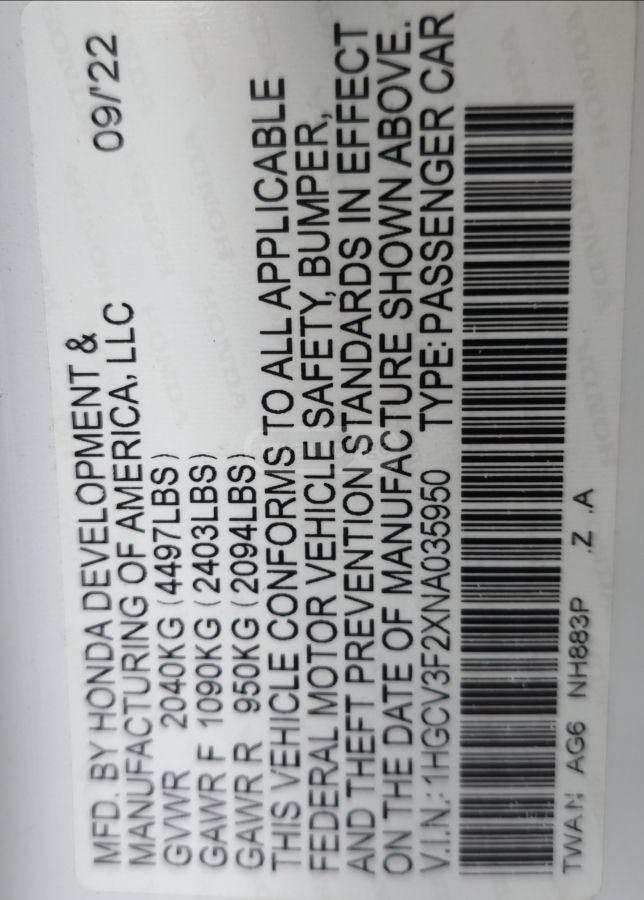 MFD. BY HONDA DEVELOPMENT & 09/'22
MANUFACTURING OF AMERICA, LLC
GVWR 2040KG (4497LBS)
GAWR F 1090KG (2403LBS)
GAWR R 950KG (2094LBS)
THIS VEHICLE CONFORMS TO ALL APPLICABLE
FEDERAL MOTOR VEHICLE SAFETY, BUMPER,
AND THEFT PREVENTION STANDARDS IN EFFECT
ON THE DATE OF MANUFACTURE SHOWN ABOVE.
V.I.N.: 1HGCV3F2XNA035950 TYPE: PASSENGER CAR
TWAN AG6 NH883P .Z .A